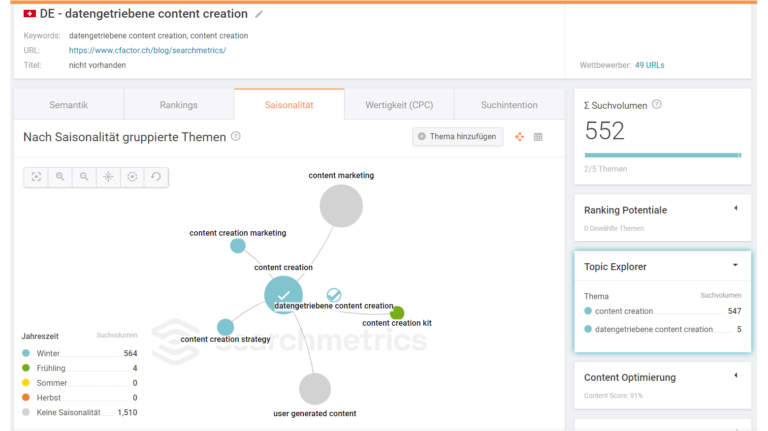 DE - datengetriebene content creation
Keywords: datengetriebene content creation, content creation
URL: https://www.cfactor.ch/blog/searchmetrics/
Titel: nicht vorhanden
Wettbewerber: 49 URLs
Semantik
Rankings
Saisonalität
Wertigkeit (CPC)
Suchintention
Nach Saisonalität gruppierte Themen
Thema hinzufügen
content marketing
content creation marketing
content creation
datengetriebene content creation
content creation kit
content creation strategy
user generated content
searchmetrics
Jahreszeit Suchvolumen
Winter 564
Frühling 4
Sommer 0
Herbst 0
Keine Saisonalität 1,510
Σ Suchvolumen
552
2/5 Themen
Ranking Potentiale
0 Gewählte Themen
Topic Explorer
Thema Suchvolumen
content creation 547
datengetriebene content creation 5
Content Optimierung
Content Score: 91%